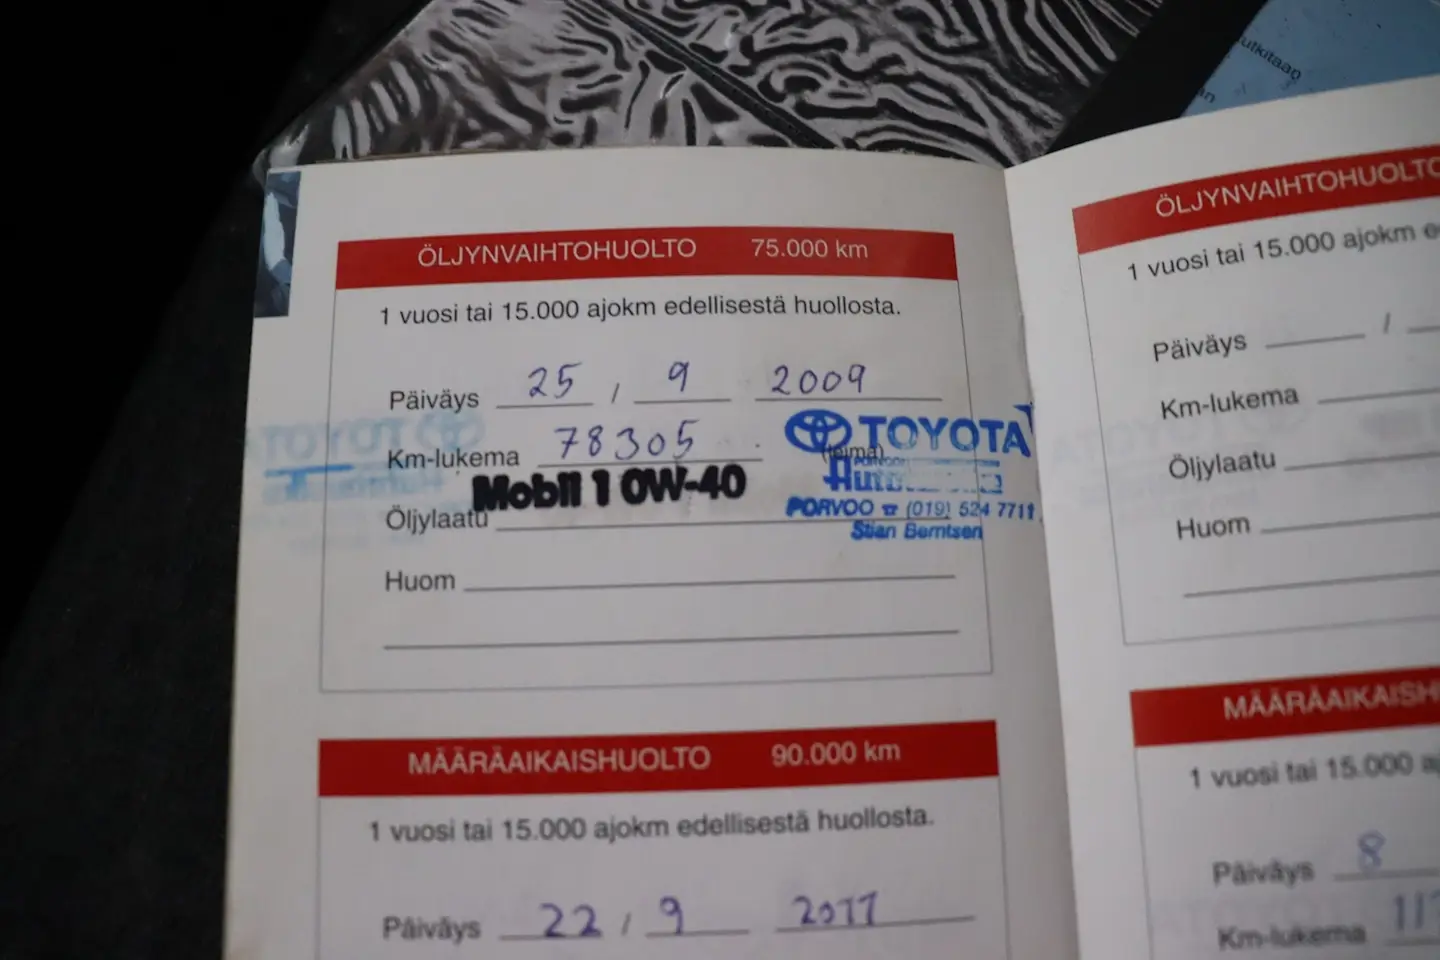 utkitaan
ÖLJYNVAIHTOHUOLTO 75.000 km
1 vuosi tai 15.000 ajokm edellisestä huollosta.
Päiväys 25 / 9 2009
Km-lukema 78305
TOYOTA
(leima)
Öljylaatu Mobil 1 0W-40
PORVOO ☎ (019) 524 7711
Stian Berntsen
Huom
MÄÄRÄAIKAISHUOLTO 90.000 km
1 vuosi tai 15.000 ajokm edellisestä huollosta.
Päiväys 22 / 9 2011
ÖLJYNVAIHTOHUOLTO
1 vuosi tai 15.000 ajokm
Päiväys /
Km-lukema
Öljylaatu
Huom
MÄÄRÄAIKAISH
1 vuosi tai 15.000
Päiväys 8
Km-lukema 11